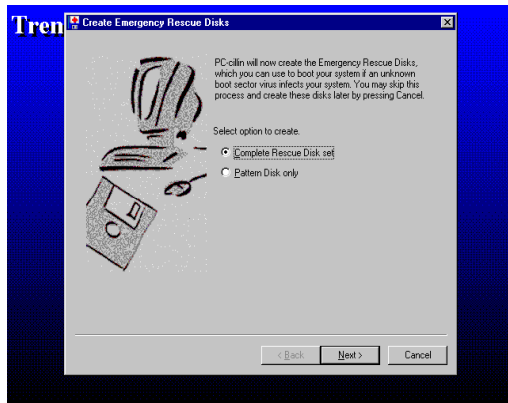 Tren
Create Emergency Rescue Disks
PC-cillin will now create the Emergency Rescue Disks,
which you can use to boot your system if an unknown
boot sector virus infects your system. You may skip this
process and create these disks later by pressing Cancel.
Select option to create.
Complete Rescue Disk set
Pattern Disk only
< Back Next > Cancel